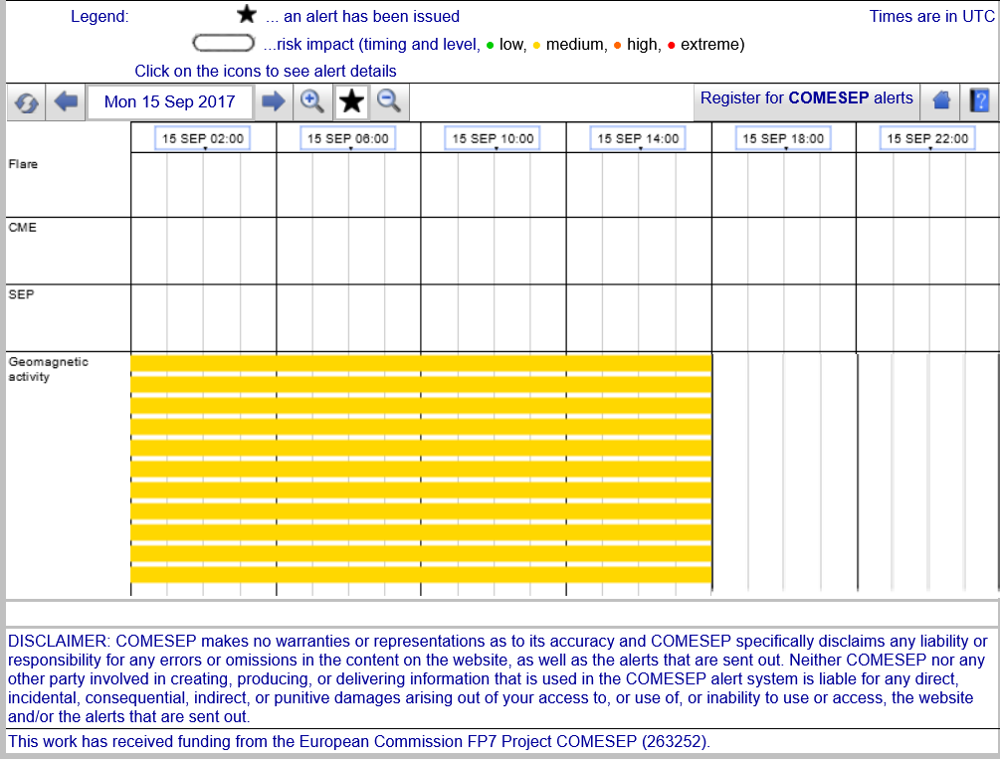 Legend: ... an alert has been issued Times are in UTC
...risk impact (timing and level, low, medium, high, extreme)
Click on the icons to see alert details
Mon 15 Sep 2017 Register for COMESEP alerts
15 SEP 02:00 15 SEP 06:00 15 SEP 10:00 15 SEP 14:00 15 SEP 18:00 15 SEP 22:00
Flare
CME
SEP
Geomagnetic
activity
DISCLAIMER: COMESEP makes no warranties or representations as to its accuracy and COMESEP specifically disclaims any liability or
responsibility for any errors or omissions in the content on the website, as well as the alerts that are sent out. Neither COMESEP nor any
other party involved in creating, producing, or delivering information that is used in the COMESEP alert system is liable for any direct,
incidental, consequential, indirect, or punitive damages arising out of your access to, or use of, or inability to use or access, the website
and/or the alerts that are sent out.
This work has received funding from the European Commission FP7 Project COMESEP (263252).